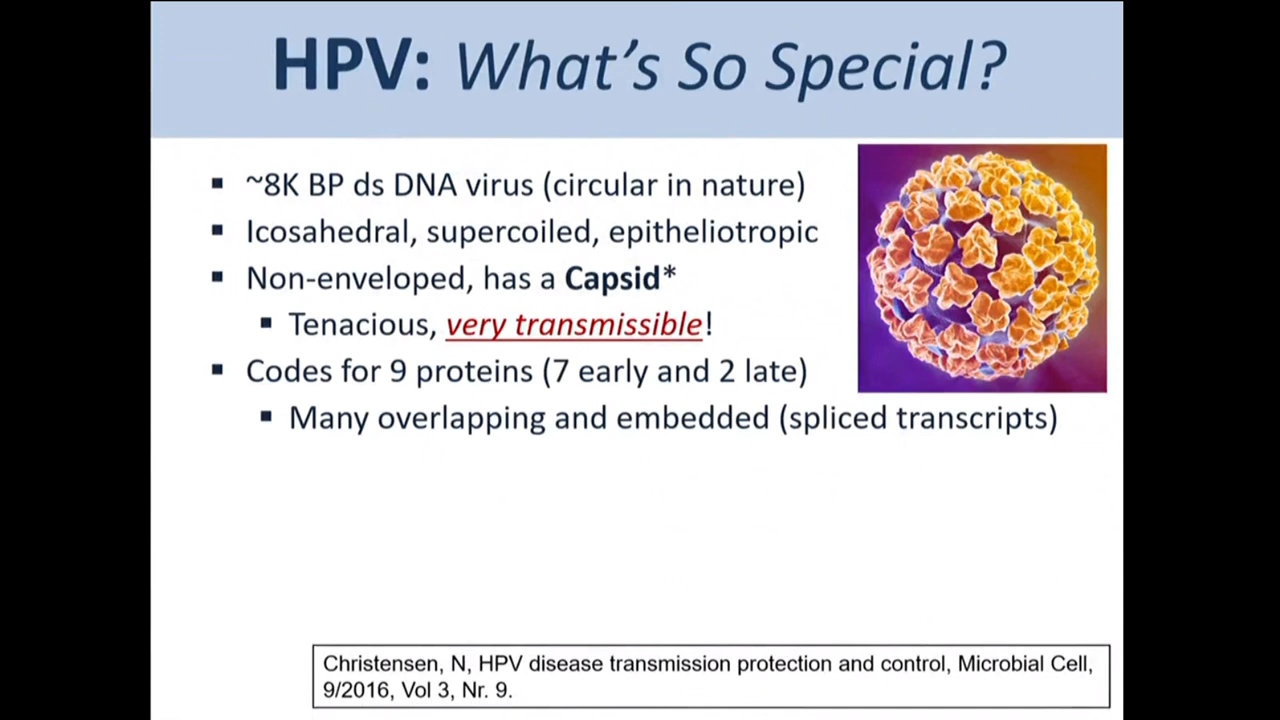 HPV: What's So Special?
▪ ~8K BP ds DNA virus (circular in nature)
▪ Icosahedral, supercoiled, epitheliotropic
▪ Non-enveloped, has a Capsid*
▪ Tenacious, very transmissible!
▪ Codes for 9 proteins (7 early and 2 late)
▪ Many overlapping and embedded (spliced transcripts)
Christensen, N, HPV disease transmission protection and control, Microbial Cell,
9/2016, Vol 3, Nr. 9.